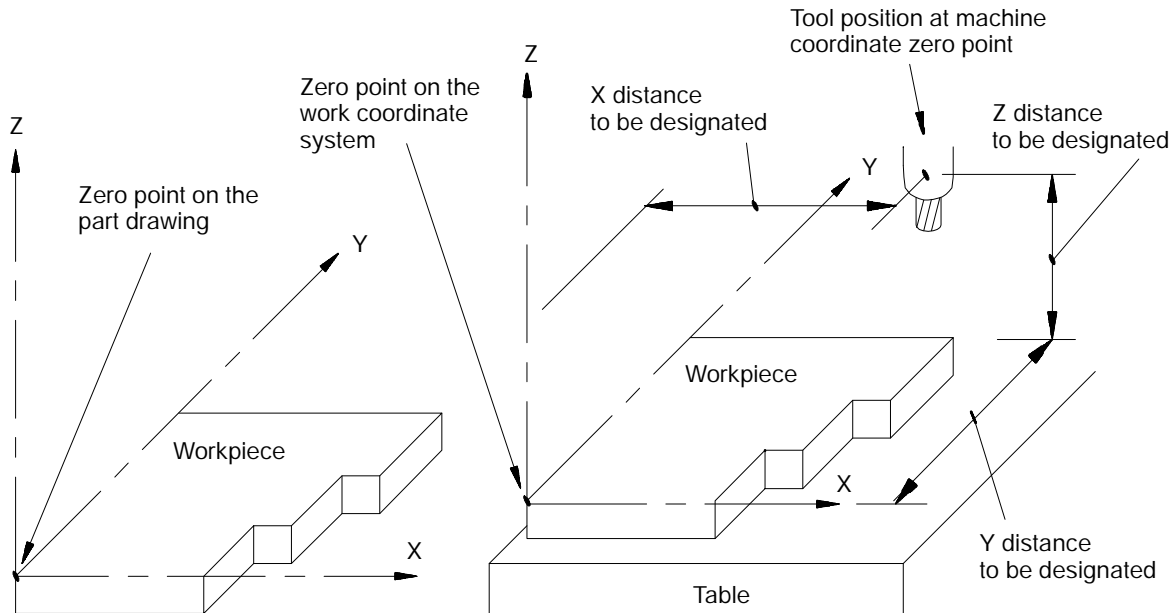 Z
Zero point on the
part drawing
Y
Workpiece
X
Z
Zero point on the
work coordinate
system
X distance
to be designated
Tool position at machine
coordinate zero point
Z distance
to be designated
Y
Workpiece
X
Y distance
to be designated
Table